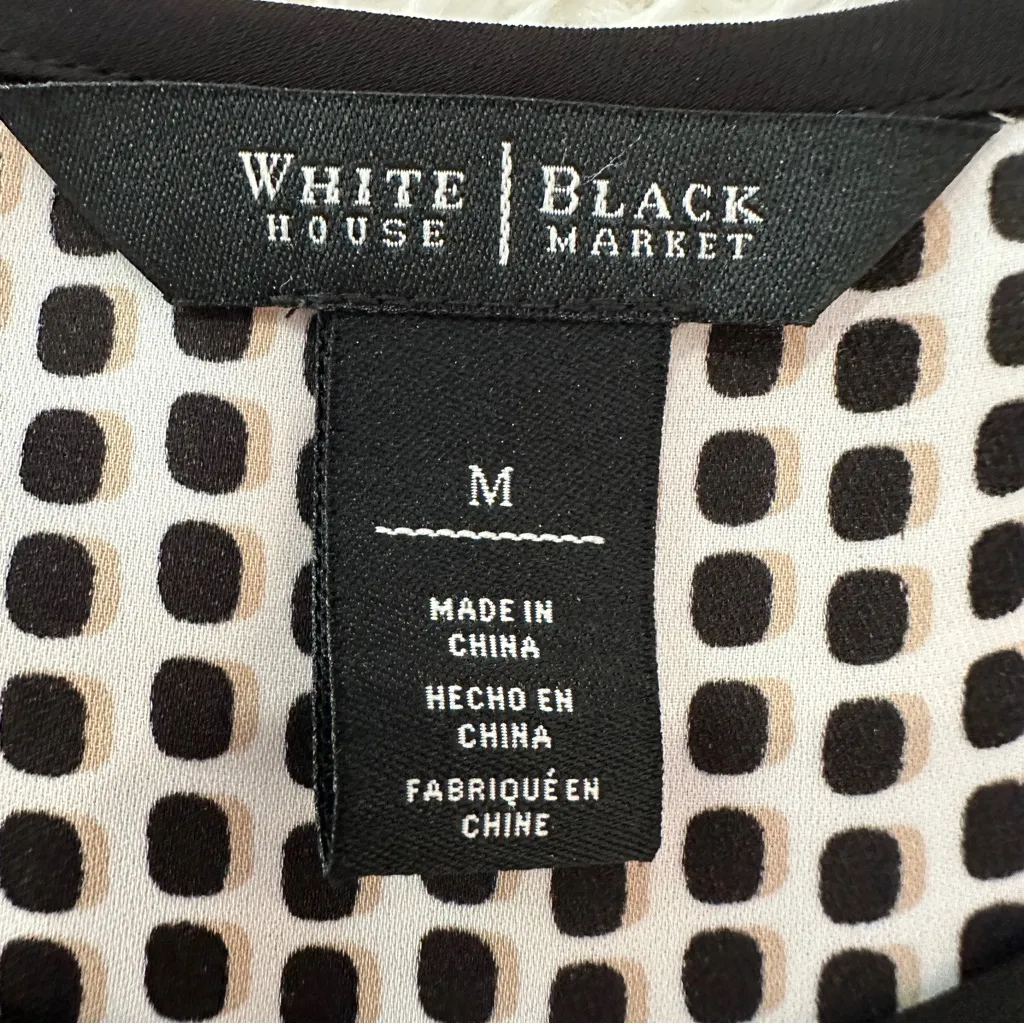 WHITE | BLACK
HOUSE | MARKET
M
MADE IN
CHINA
HECHO EN
CHINA
FABRIQUÉ EN
CHINE